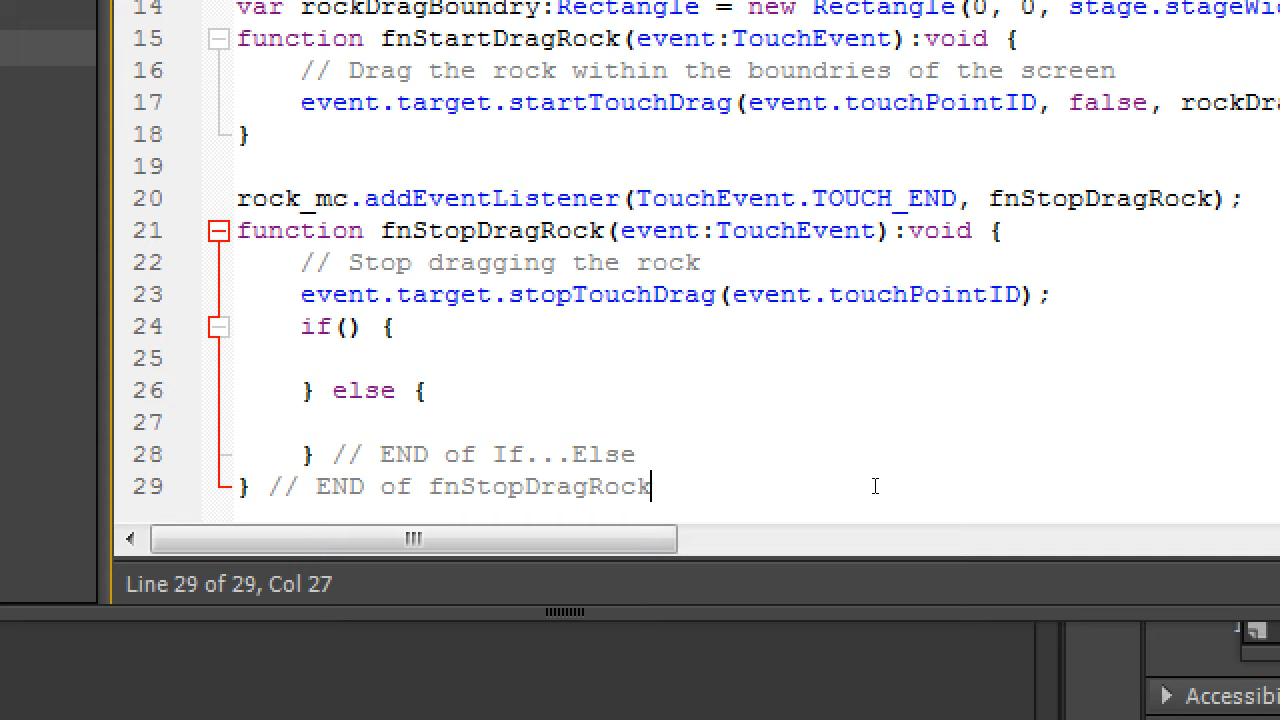 14 var rockDragBoundry:Rectangle = new Rectangle(0, 0, stage.stageWi
15 function fnStartDragRock(event:TouchEvent):void {
16 // Drag the rock within the boundries of the screen
17 event.target.startTouchDrag(event.touchPointID, false, rockDra
18 }
19
20 rock_mc.addEventListener(TouchEvent.TOUCH_END, fnStopDragRock);
21 function fnStopDragRock(event:TouchEvent):void {
22 // Stop dragging the rock
23 event.target.stopTouchDrag(event.touchPointID);
24 if() {
25
26 } else {
27
28 } // END of If...Else
29 } // END of fnStopDragRock
Line 29 of 29, Col 27
Accessibi